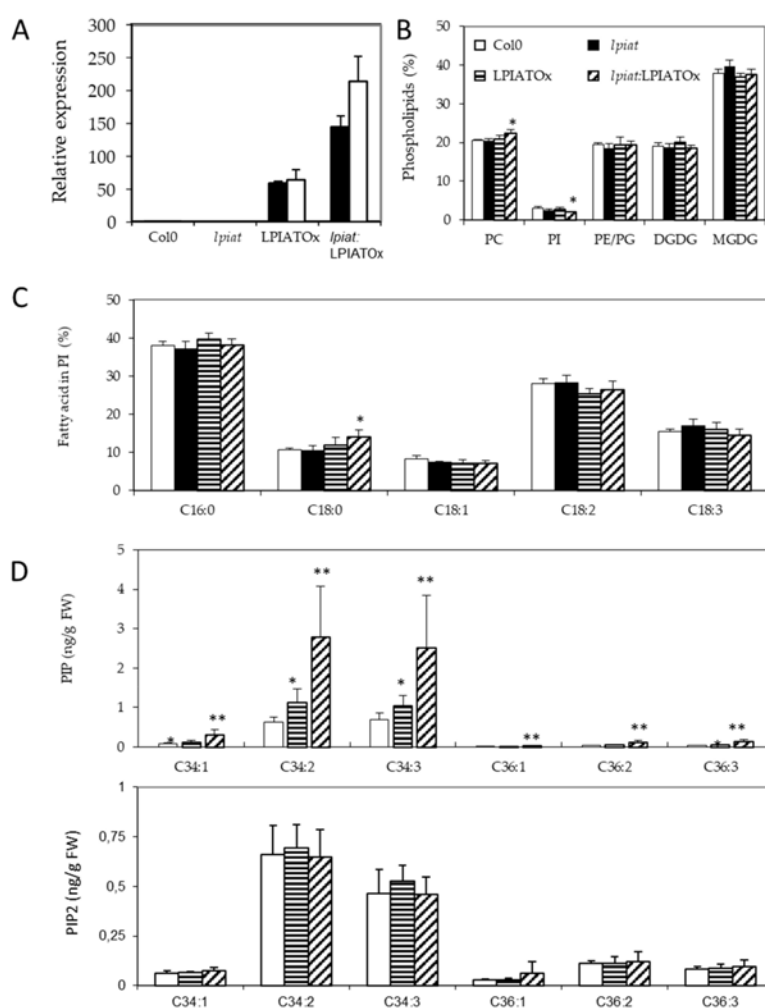 A
Relative expression
300
250
200
150
100
50
0
Col0 lpiat LPIATOx lpiat:
LPIATOx
B
Phospholipids (%)
50
40
30
20
10
0
Col0 lpiat
LPIATOx lpiat:LPIATOx
* *
PC PI PE/PG DGDG MGDG
C
Fatty acid in PI (%)
50
40
30
20
10
0
*
C16:0 C18:0 C18:1 C18:2 C18:3
D
PIP (ng/g FW)
5
4
3
2
1
0
* ** * ** * ** ** ** * **
C34:1 C34:2 C34:3 C36:1 C36:2 C36:3
PIP2 (ng/g FW)
1
0,75
0,5
0,25
0
C34:1 C34:2 C34:3 C36:1 C36:2 C36:3